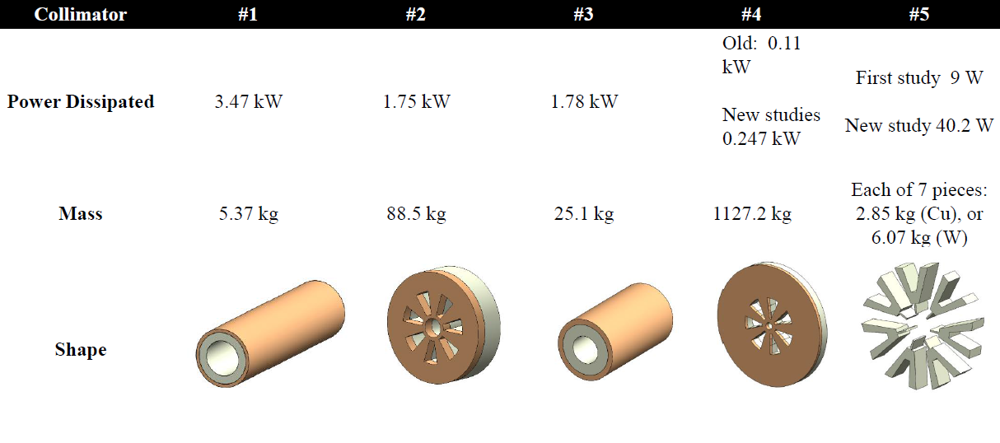 Collimator #1 #2 #3 #4 #5
Power Dissipated 3.47 kW 1.75 kW 1.78 kW
Old: 0.11
kW
New studies
0.247 kW
First study 9 W
New study 40.2 W
Mass 5.37 kg 88.5 kg 25.1 kg 1127.2 kg
Each of 7 pieces:
2.85 kg (Cu), or
6.07 kg (W)
Shape